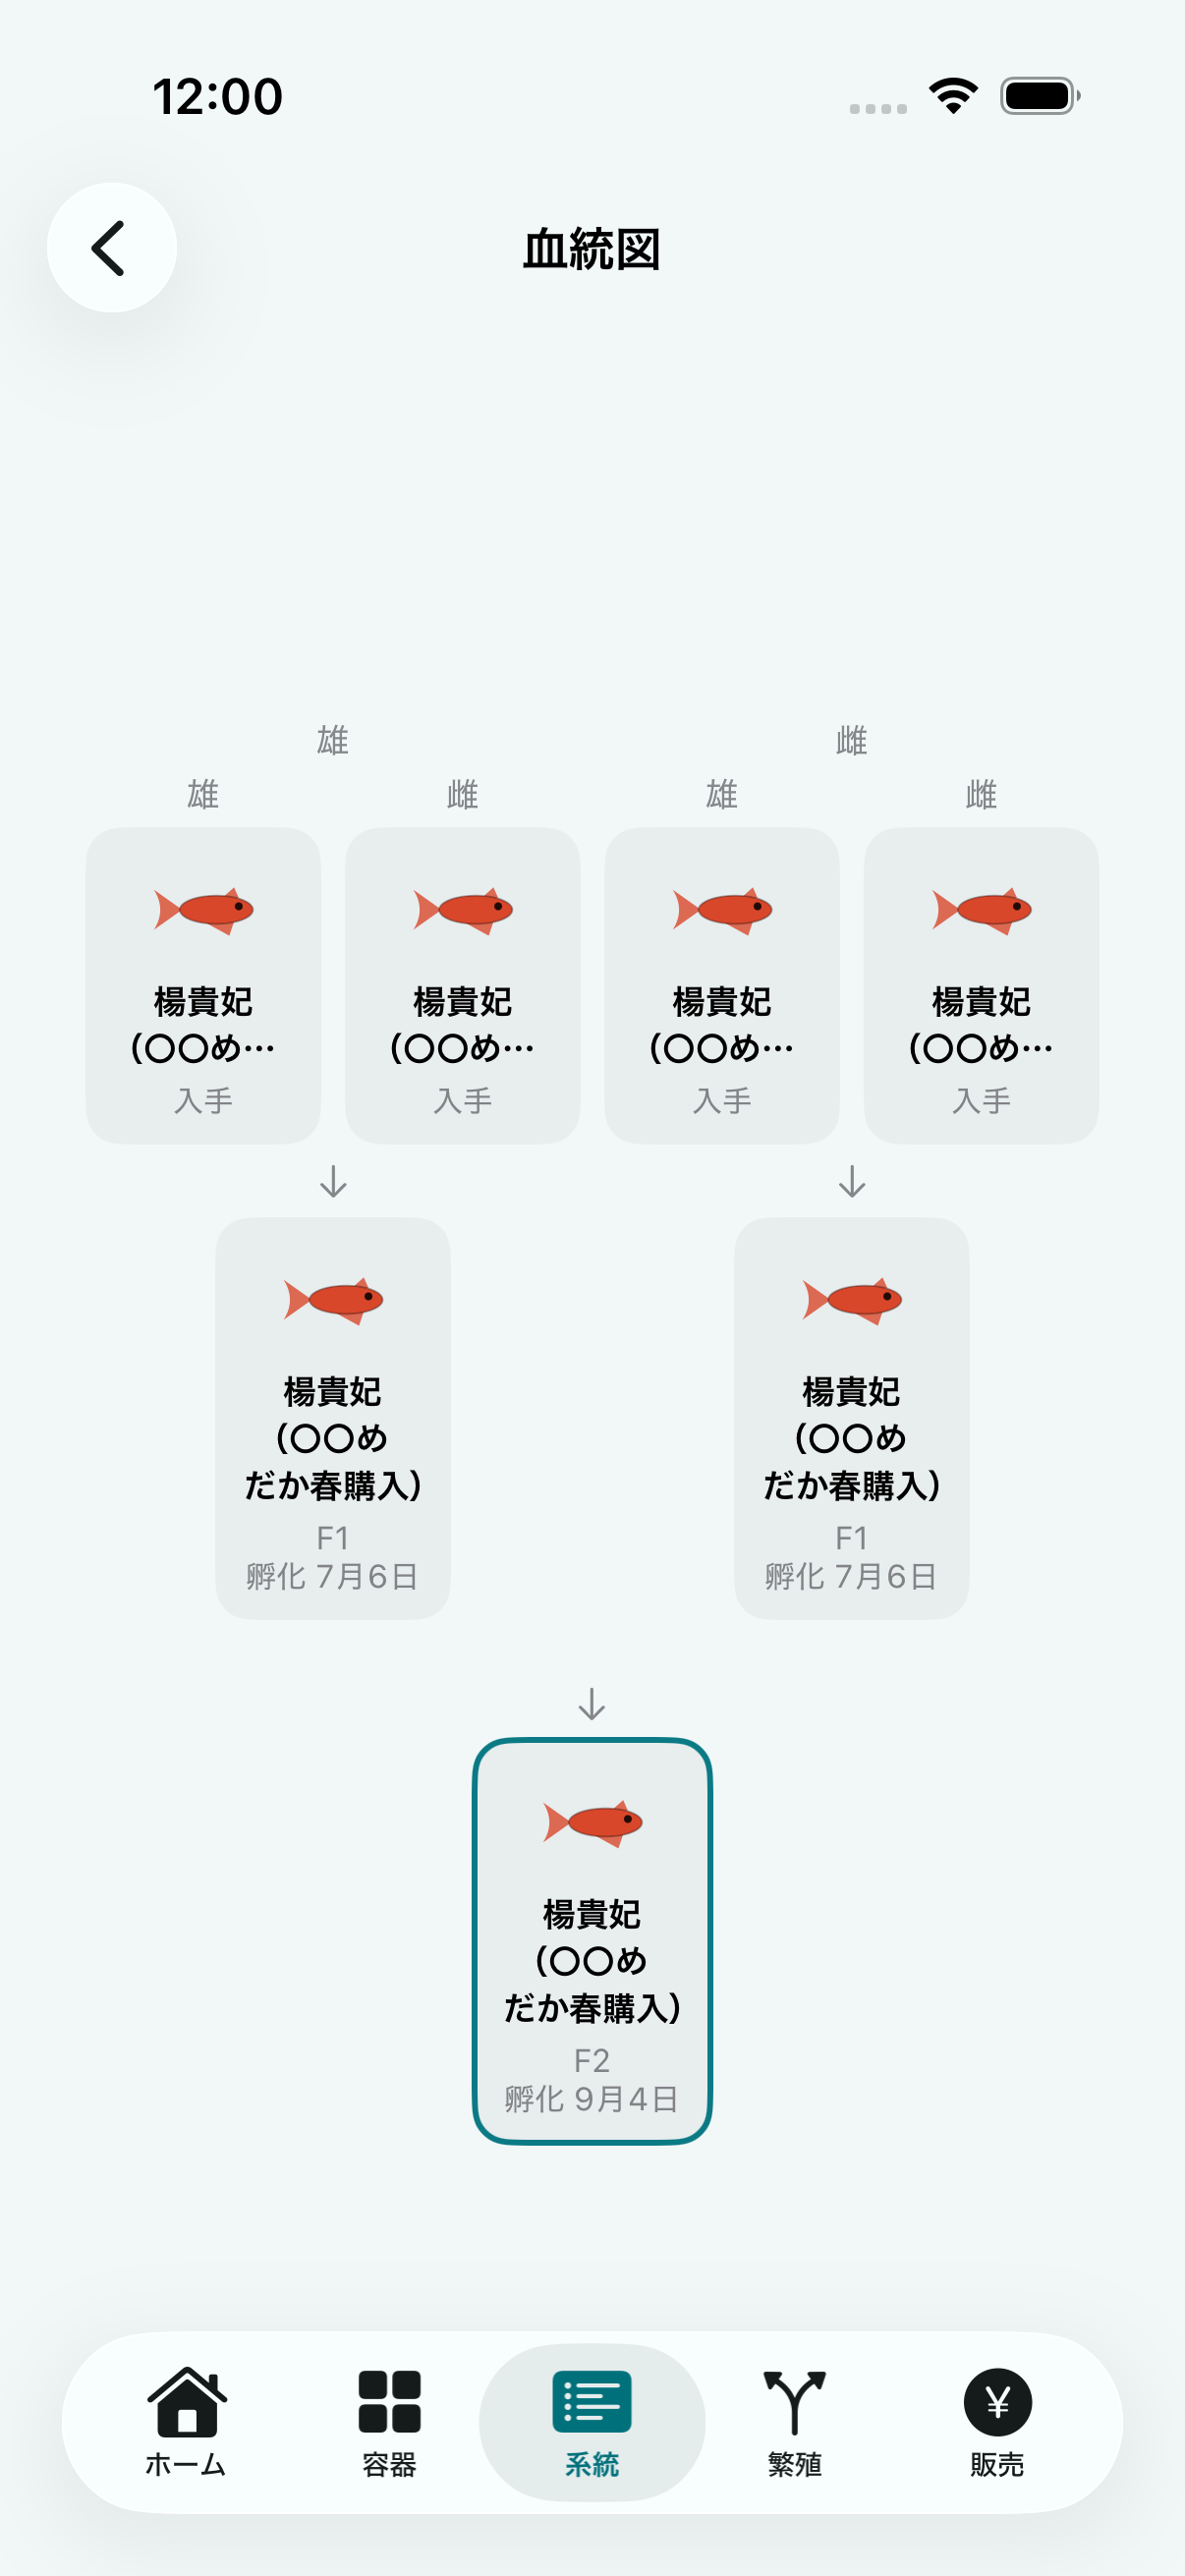 12:00
血統図
雄 雌
雄 雌 雄 雌
楊貴妃 楊貴妃 楊貴妃 楊貴妃
(〇〇め… (〇〇め… (〇〇め… (〇〇め…
入手 入手 入手 入手
↓ ↓
楊貴妃 楊貴妃
(〇〇め (〇〇め
だか春購入) だか春購入)
F1 F1
孵化 7月6日 孵化 7月6日
↓
楊貴妃
(〇〇め
だか春購入)
F2
孵化 9月4日
¥
ホーム 容器 系統 繁殖 販売